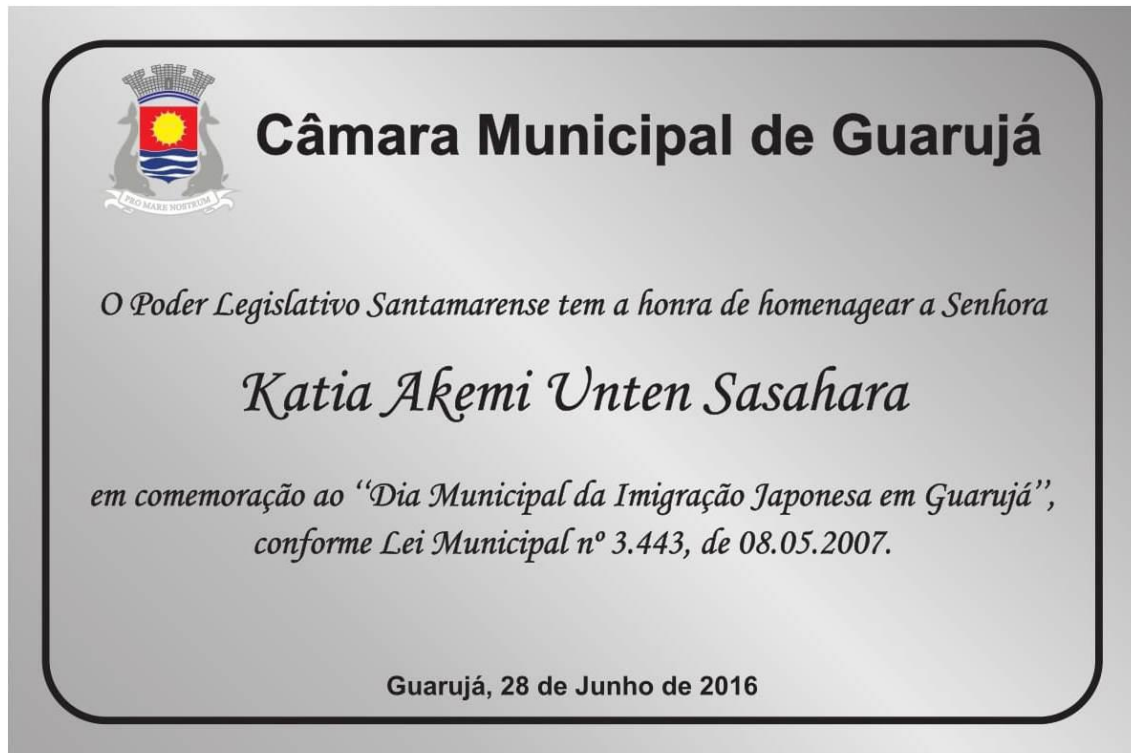 Câmara Municipal de Guarujá
PRO MARE NOSTRUM
O Poder Legislativo Santamarense tem a honra de homenagear a Senhora
Katia Akemi Unten Sasahara
em comemoração ao “Dia Municipal da Imigração Japonesa em Guarujá”,
conforme Lei Municipal nº 3.443, de 08.05.2007.
Guarujá, 28 de Junho de 2016